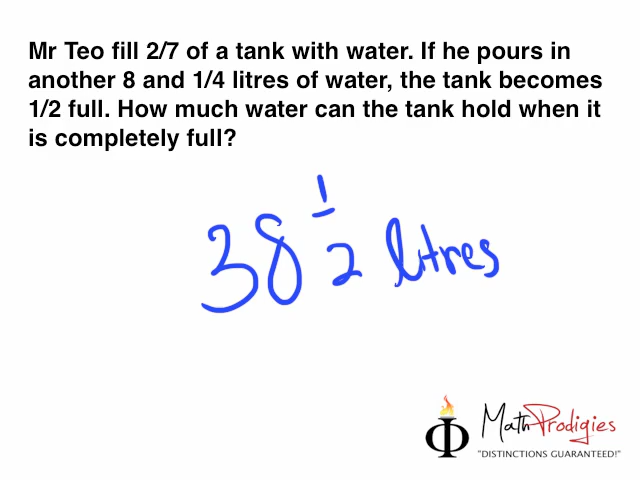 Mr Teo fill 2/7 of a tank with water. If he pours in
another 8 and 1/4 litres of water, the tank becomes
1/2 full. How much water can the tank hold when it
is completely full?
38 1/2 litres
Math Prodigies
"DISTINCTIONS GUARANTEED!"